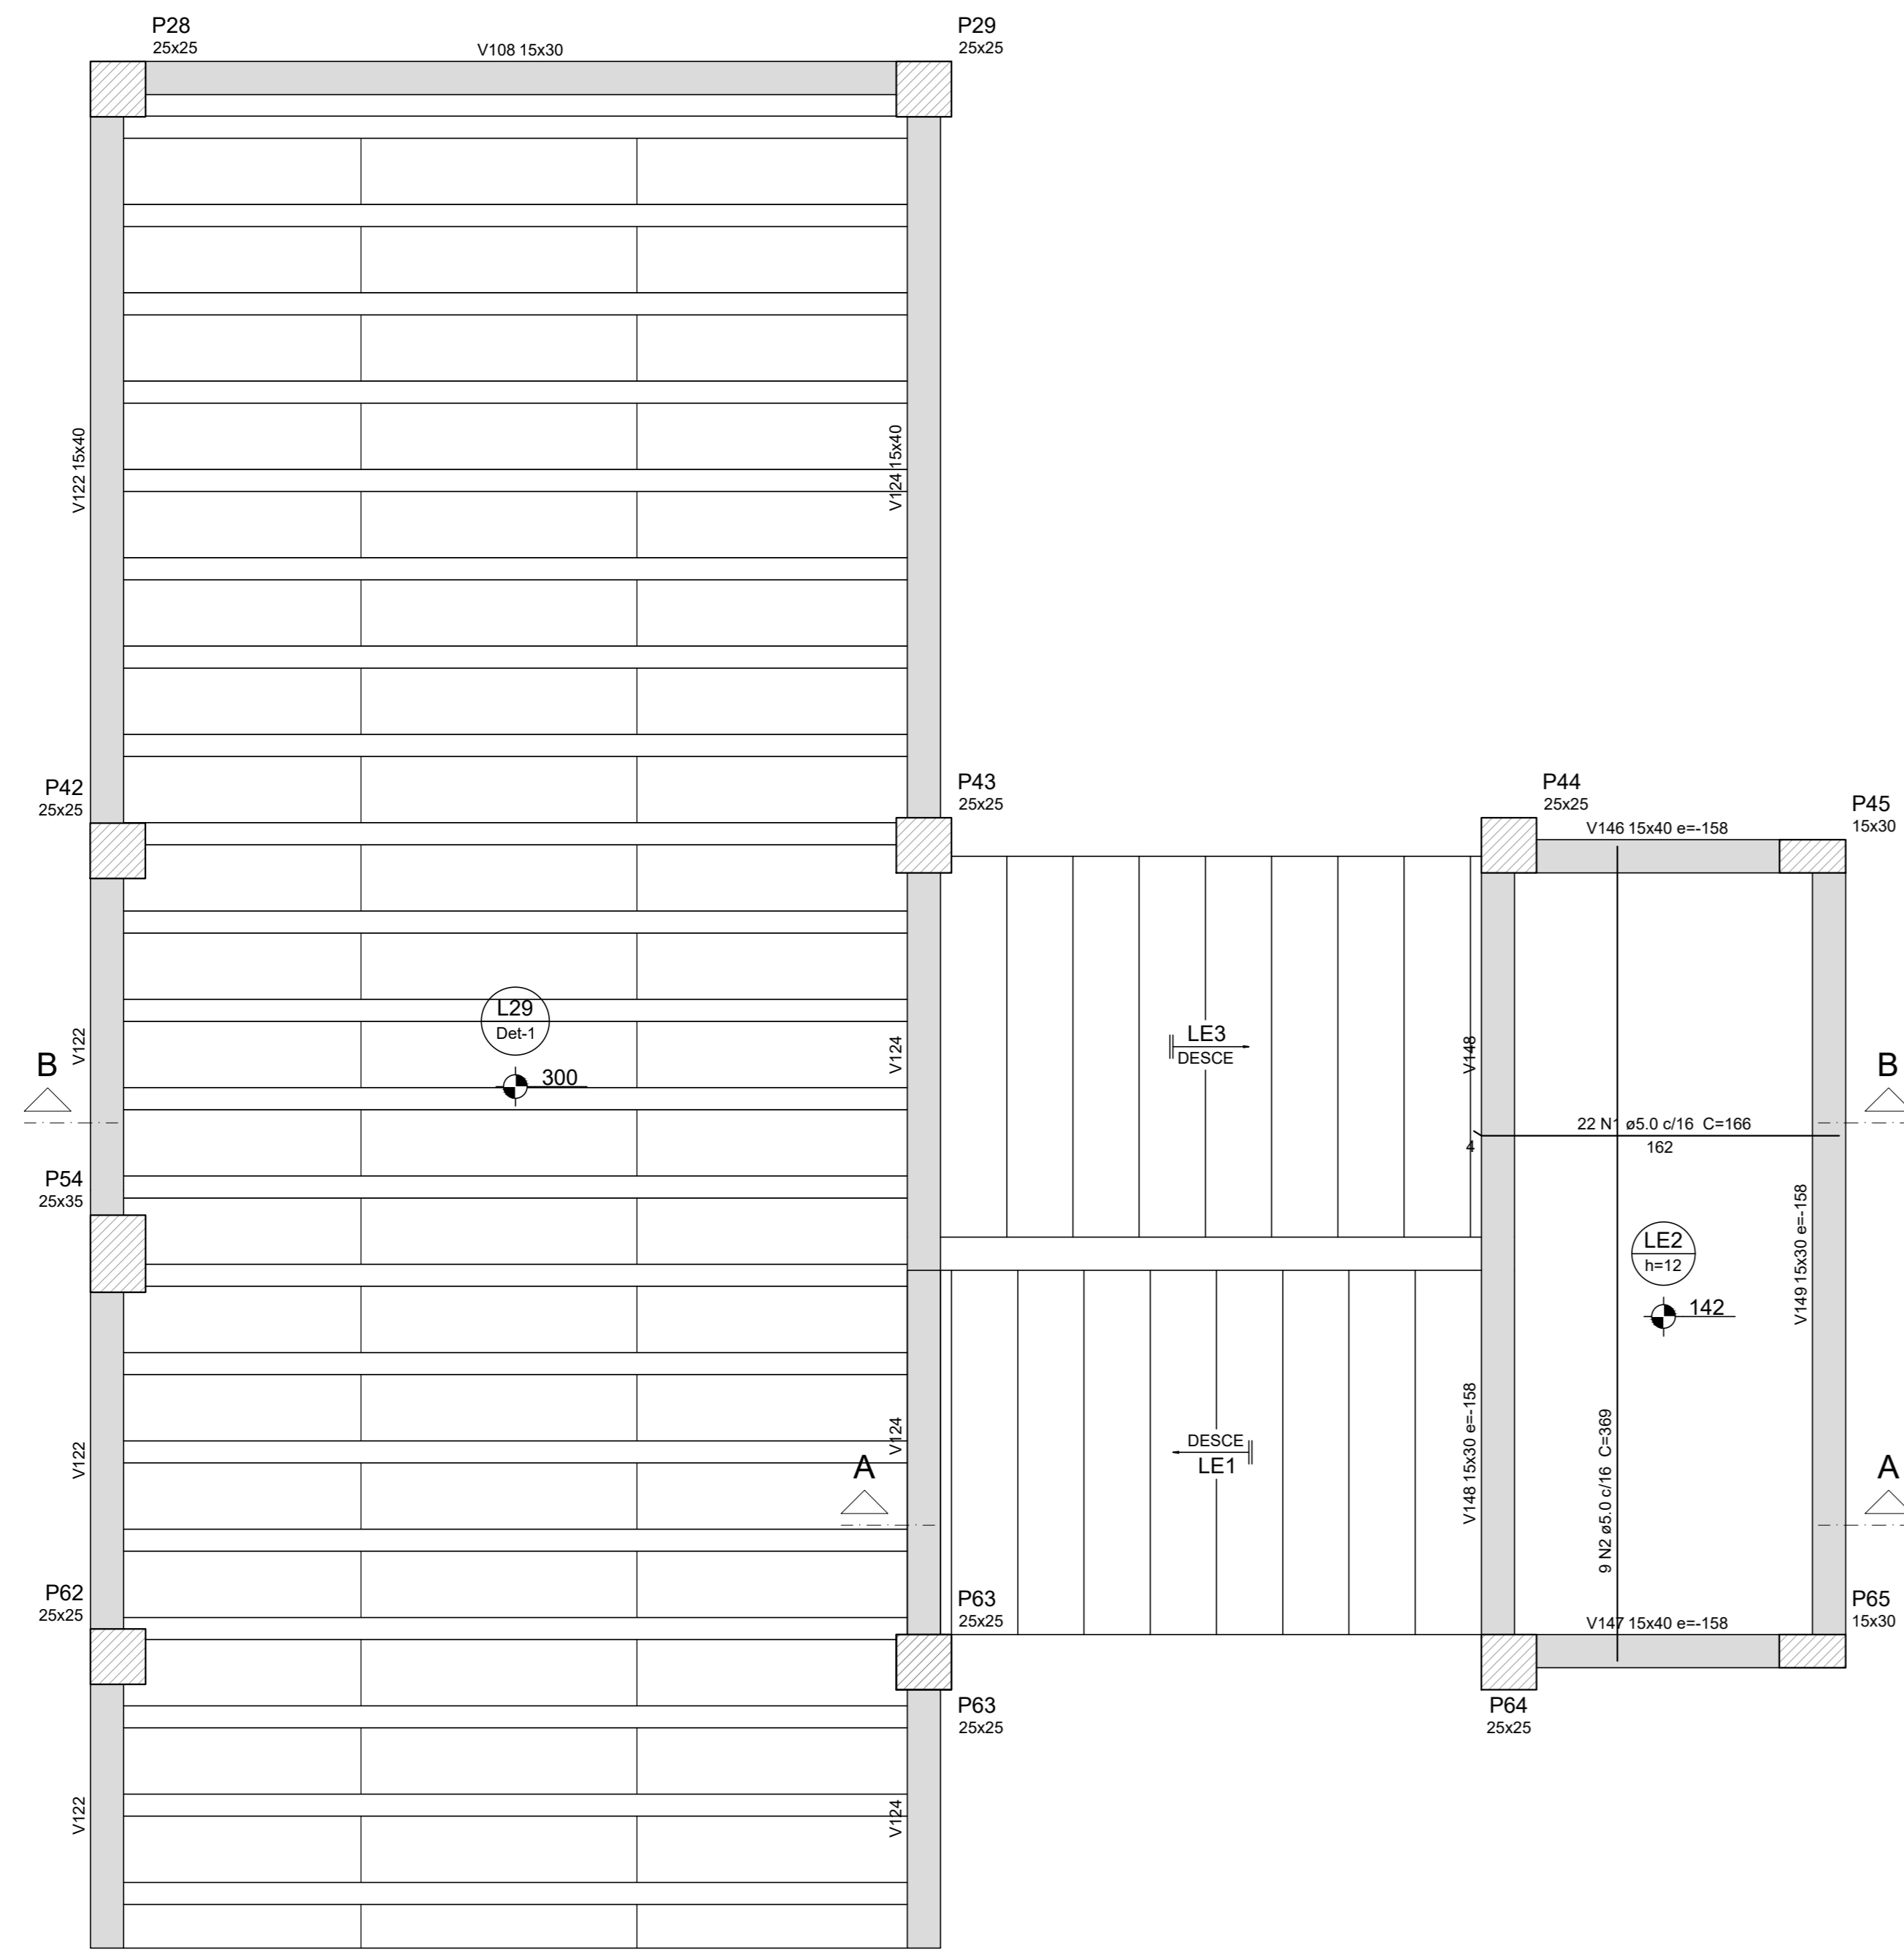 P28
25x25
V108 15x30
P29
25x25
V122 15x40
V124 15x40
P42
25x25
P43
25x25
P44
25x25
V146 15x40 e=-158
P45
15x30
L29
Det-1
300
V122
V124
LE3
DESCE
V148
B
B
22 N1 ø5.0 c/16 C=166
162
4
P54
25x35
V149 15x30 e=-158
LE2
h=12
142
V122
V124
A
DESCE
LE1
V148 15x30 e=-158
9 N2 ø5.0 c/16 C=369
A
P62
25x25
P63
25x25
V147 15x40 e=-158
P65
15x30
P63
25x25
P64
25x25
V122
V124